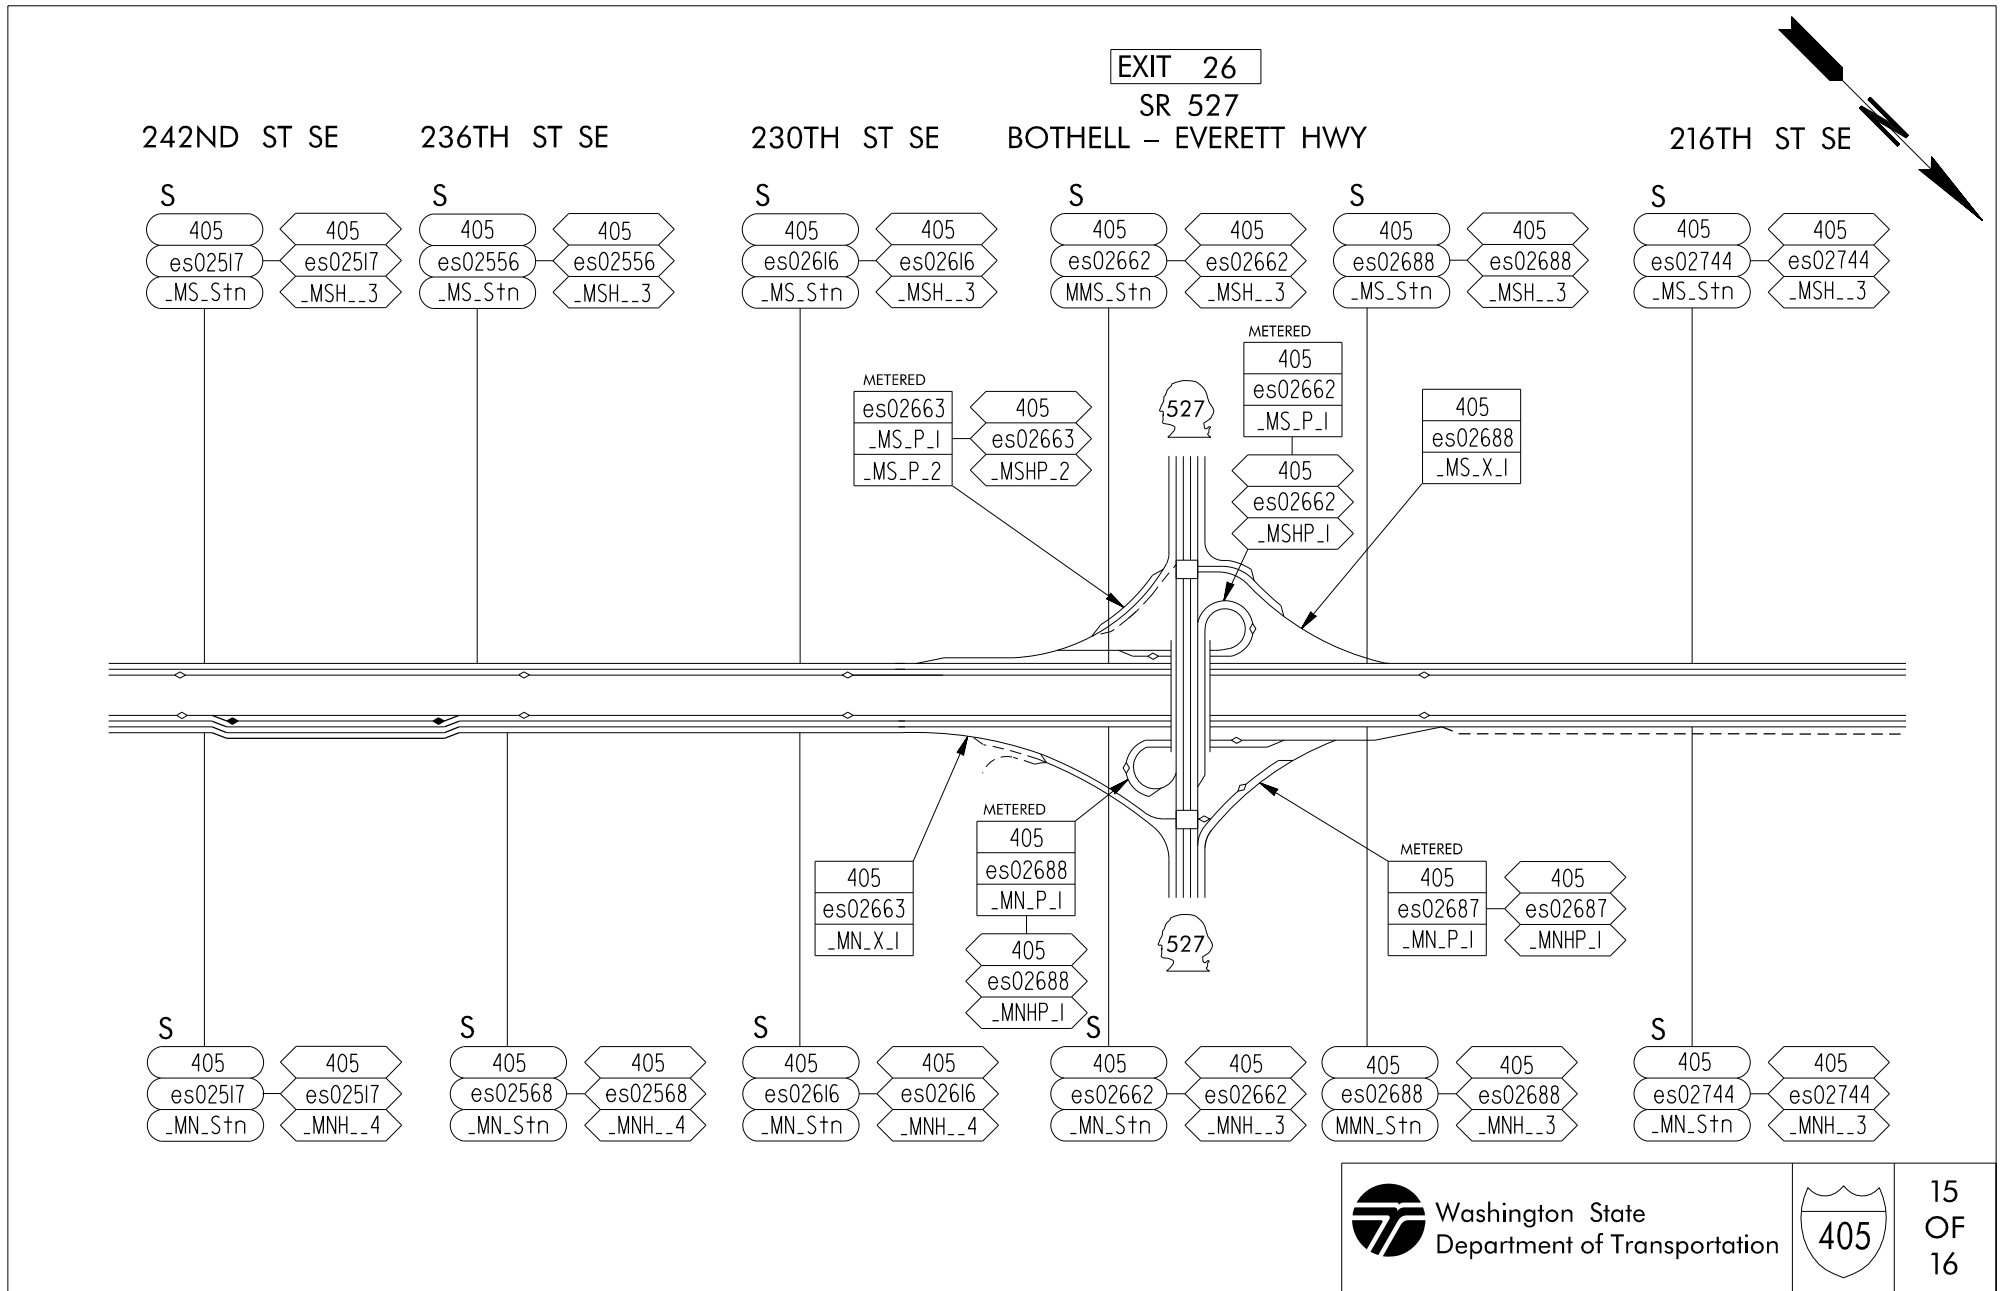 EXIT 26
SR 527
242ND ST SE
236TH ST SE
230TH ST SE
BOTHELL – EVERETT HWY
216TH ST SE
N
S
405
es02517
_MS_Stn
405
es02517
_MSH__3
S
405
es02556
_MS_Stn
405
es02556
_MSH__3
S
405
es02616
_MS_Stn
405
es02616
_MSH__3
S
405
es02662
MMS_Stn
405
es02662
_MSH__3
S
405
es02688
_MS_Stn
405
es02688
_MSH__3
S
405
es02744
_MS_Stn
405
es02744
_MSH__3
METERED
es02663
_MS_P_1
_MS_P_2
405
es02663
_MSHP_2
527
METERED
405
es02662
_MS_P_1
405
es02662
_MSHP_1
405
es02688
_MS_X_1
405
es02663
_MN_X_1
METERED
405
es02688
_MN_P_1
405
es02688
_MNHP_1
527
METERED
405
es02687
_MN_P_1
405
es02687
_MNHP_1
S
405
es02517
_MN_Stn
405
es02517
_MNH__4
S
405
es02568
_MN_Stn
405
es02568
_MNH__4
S
405
es02616
_MN_Stn
405
es02616
_MNH__4
S
405
es02662
_MN_Stn
405
es02662
_MNH__3
405
es02688
MMN_Stn
405
es02688
_MNH__3
S
405
es02744
_MN_Stn
405
es02744
_MNH__3
Washington State
Department of Transportation
405
15
OF
16